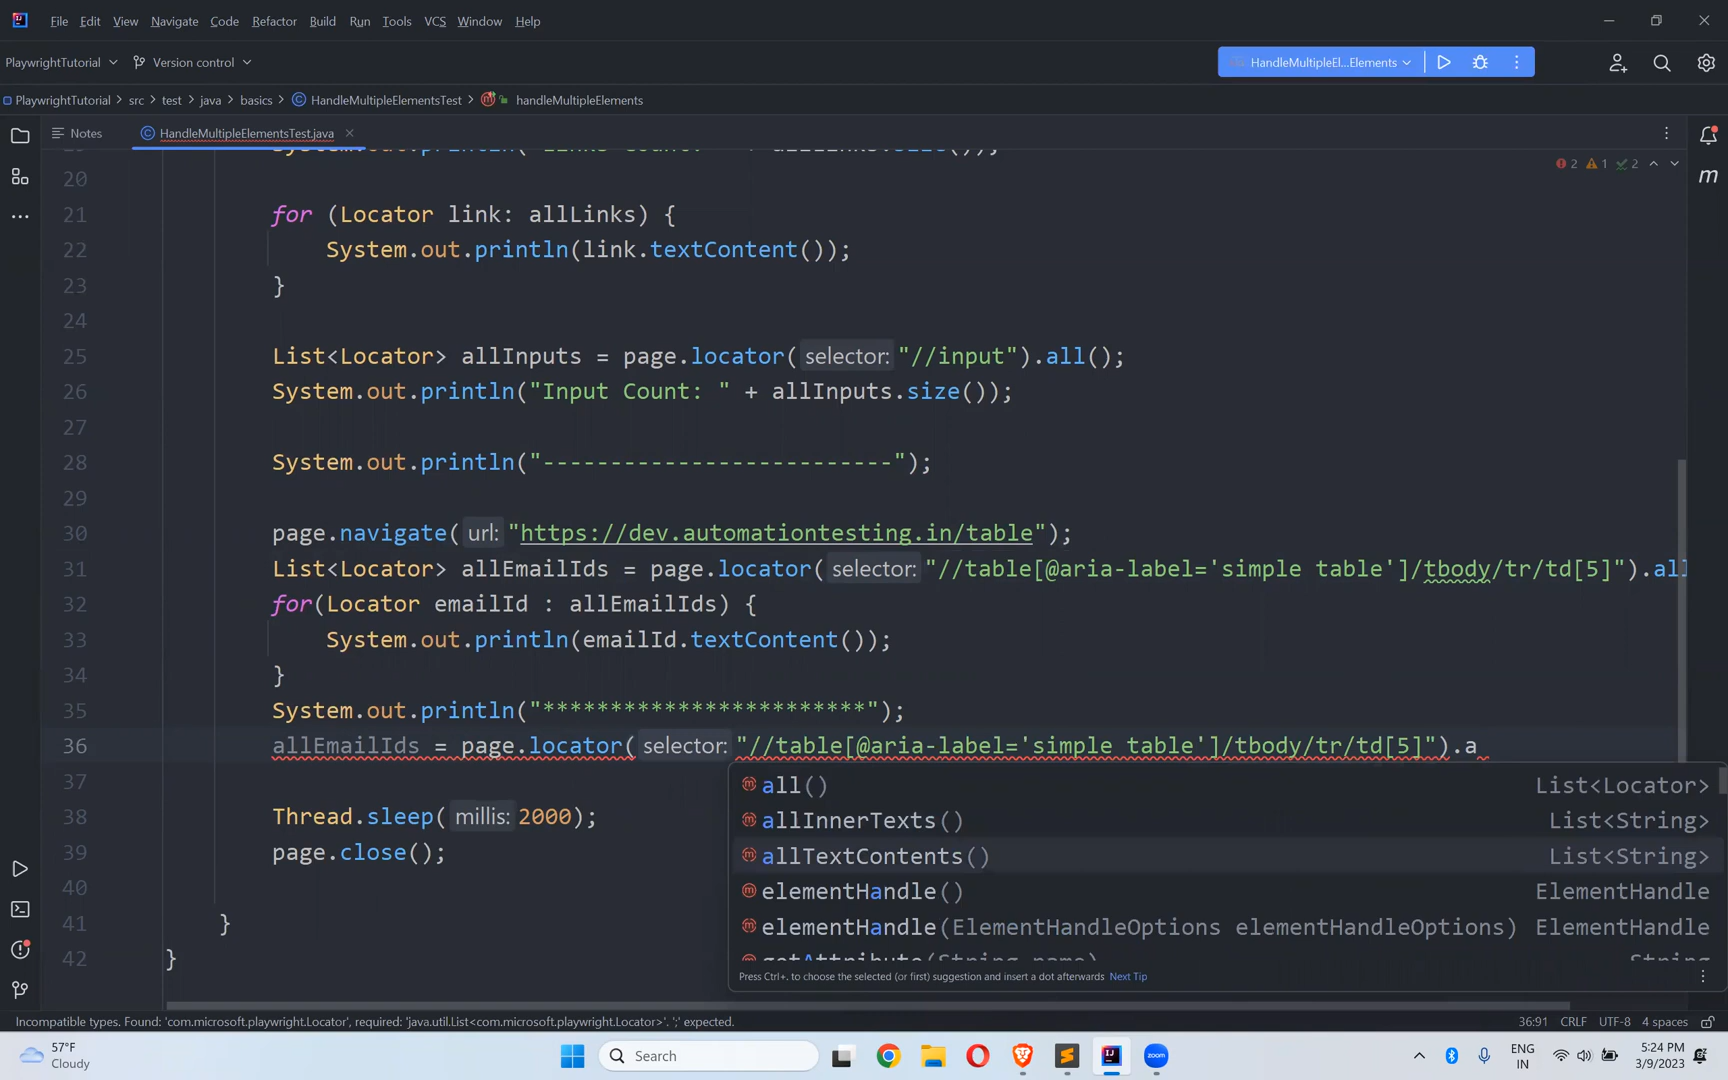 File Edit View Navigate Code Refactor Build Run Tools VCS Window Help
PlaywrightTutorial Version control HandleMultipleEl...Elements
PlaywrightTutorial src test java basics HandleMultipleElementsTest handleMultipleElements
Notes HandleMultipleElementsTest.java
2 1 2
20
21 for (Locator link: allLinks) {
22 System.out.println(link.textContent());
23 }
24
25 List<Locator> allInputs = page.locator( selector: "//input").all();
26 System.out.println("Input Count: " + allInputs.size());
27
28 System.out.println("--------------------------");
29
30 page.navigate( url: "https://dev.automationtesting.in/table");
31 List<Locator> allEmailIds = page.locator( selector: "//table[@aria-label='simple table']/tbody/tr/td[5]").all
32 for(Locator emailId : allEmailIds) {
33 System.out.println(emailId.textContent());
34 }
35 System.out.println("************************");
36 allEmailIds = page.locator( selector: "//table[@aria-label='simple table']/tbody/tr/td[5]").a
37
all() List<Locator>
38 Thread.sleep( millis: 2000);
allInnerTexts() List<String>
39 page.close();
allTextContents() List<String>
40
elementHandle() ElementHandle
41 }
elementHandle(ElementHandleOptions elementHandleOptions) ElementHandle
42 }
getAttribute(String name) String
Press Ctrl+. to choose the selected (or first) suggestion and insert a dot afterwards Next Tip
Incompatible types. Found: 'com.microsoft.playwright.Locator', required: 'java.util.List<com.microsoft.playwright.Locator>'. ';' expected. 36:91 CRLF UTF-8 4 spaces
57°F
Cloudy
Search
zoom
ENG
IN
5:24 PM
3/9/2023